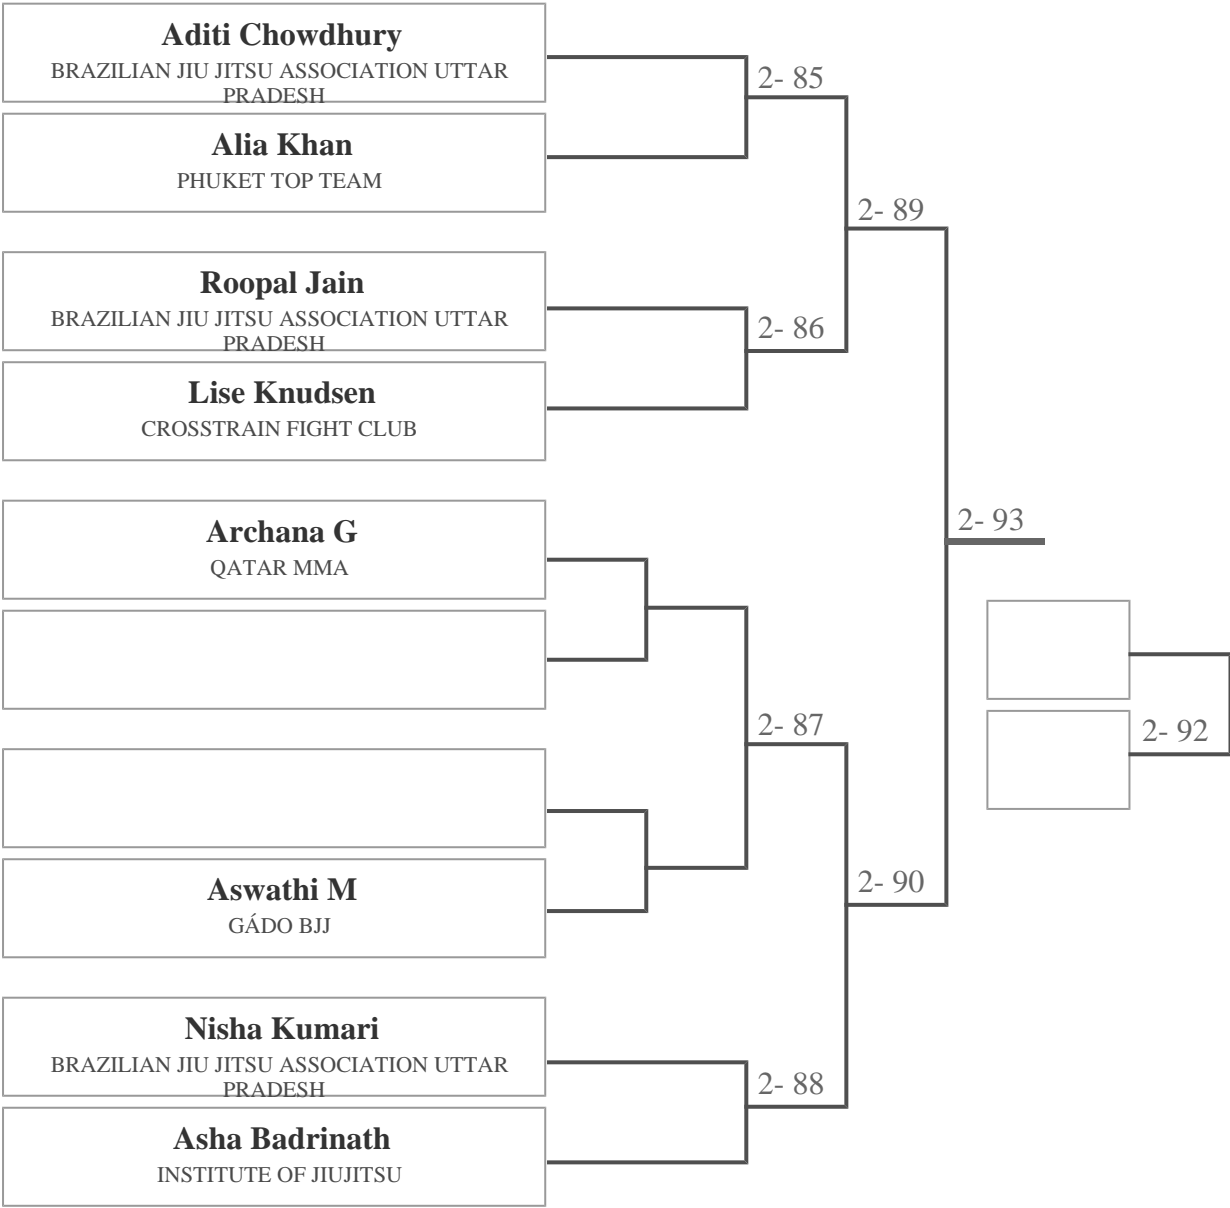 Aditi Chowdhury
BRAZILIAN JIU JITSU ASSOCIATION UTTAR
PRADESH
2- 85
Alia Khan
PHUKET TOP TEAM
2- 89
Roopal Jain
BRAZILIAN JIU JITSU ASSOCIATION UTTAR
PRADESH
2- 86
Lise Knudsen
CROSSTRAIN FIGHT CLUB
Archana G
QATAR MMA
2- 93
2- 87
2- 92
Aswathi M
GÁDO BJJ
2- 90
Nisha Kumari
BRAZILIAN JIU JITSU ASSOCIATION UTTAR
PRADESH
2- 88
Asha Badrinath
INSTITUTE OF JIUJITSU